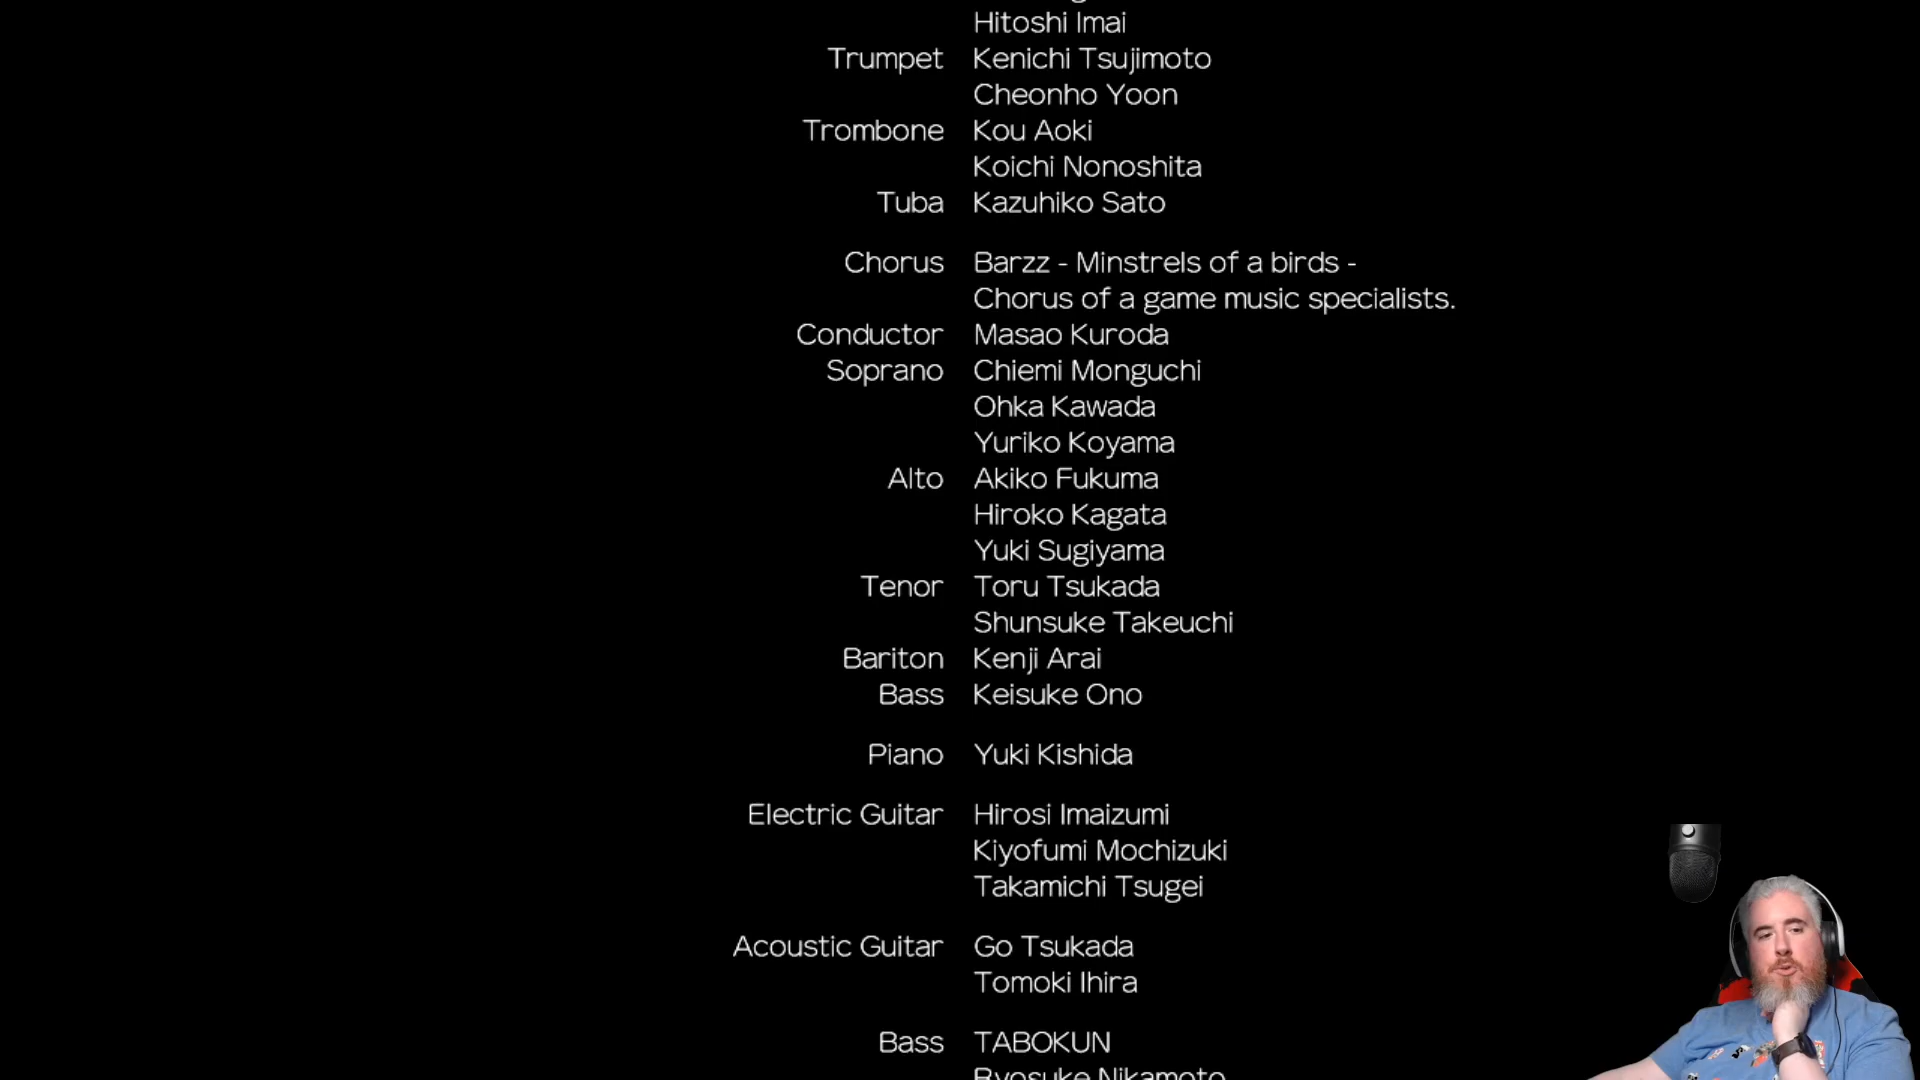 Hitoshi Imai
Trumpet Kenichi Tsujimoto
Cheonho Yoon
Trombone Kou Aoki
Koichi Nonoshita
Tuba Kazuhiko Sato
Chorus Barzz - Minstrels of a birds -
Chorus of a game music specialists.
Conductor Masao Kuroda
Soprano Chiemi Monguchi
Ohka Kawada
Yuriko Koyama
Alto Akiko Fukuma
Hiroko Kagata
Yuki Sugiyama
Tenor Toru Tsukada
Shunsuke Takeuchi
Bariton Kenji Arai
Bass Keisuke Ono
Piano Yuki Kishida
Electric Guitar Hirosi Imaizumi
Kiyofumi Mochizuki
Takamichi Tsugei
Acoustic Guitar Go Tsukada
Tomoki Ihira
Bass TABOKUN
Ryosuke Nikamoto